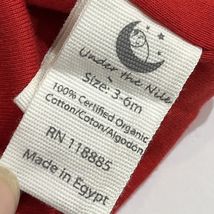 Under the Nile
Size: 3-6m
100% Certified Organic
Cotton/Coton/Algodon
RN 118885
Made in Egypt